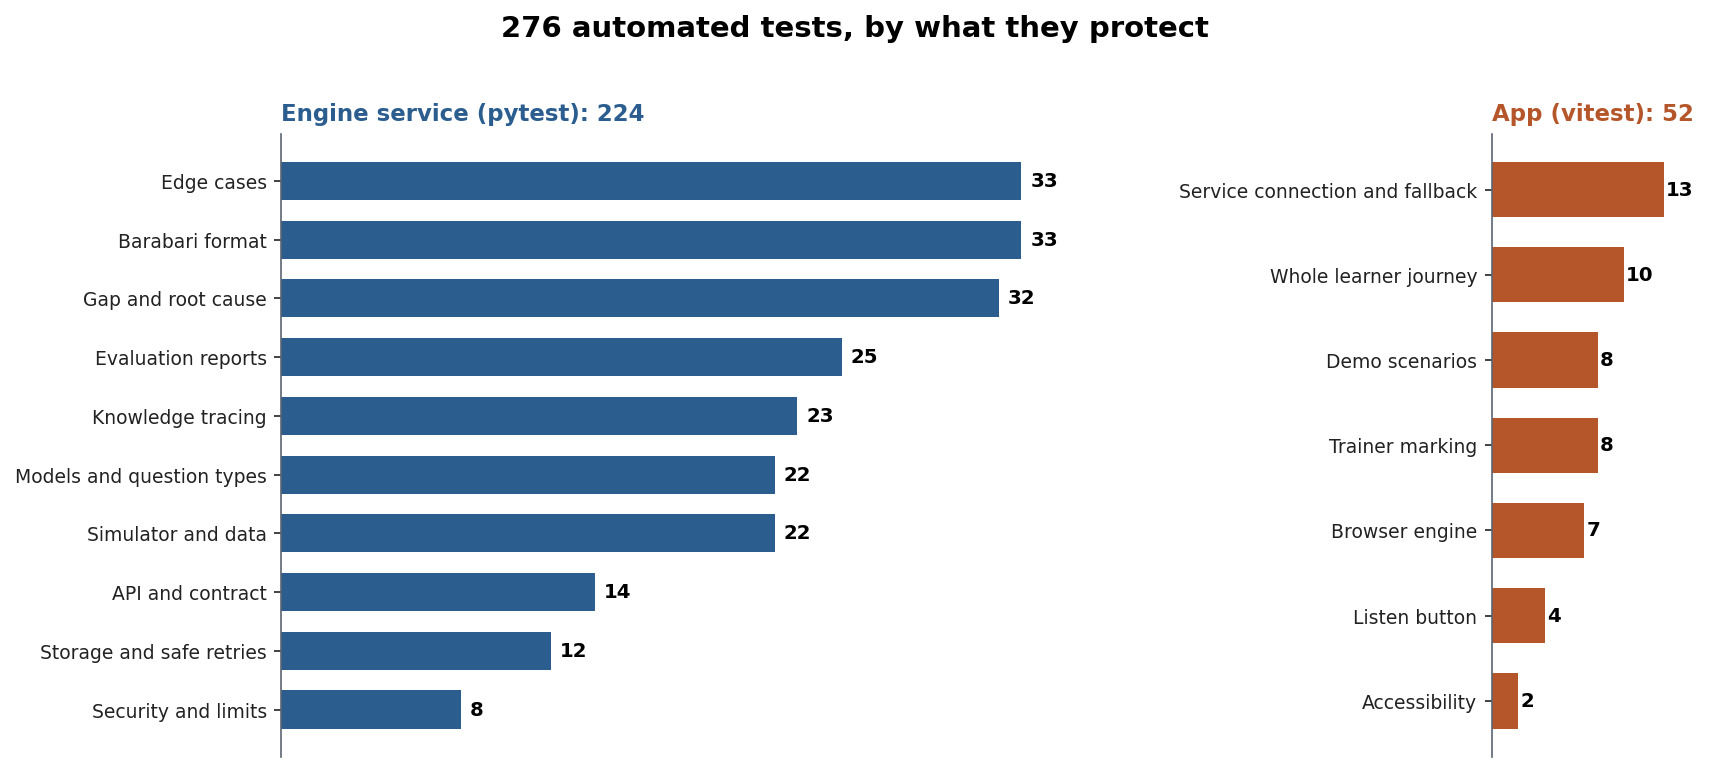 276 automated tests, by what they protect
Engine service (pytest): 224
Edge cases 33
Barabari format 33
Gap and root cause 32
Evaluation reports 25
Knowledge tracing 23
Models and question types 22
Simulator and data 22
API and contract 14
Storage and safe retries 12
Security and limits 8
App (vitest): 52
Service connection and fallback 13
Whole learner journey 10
Demo scenarios 8
Trainer marking 8
Browser engine 7
Listen button 4
Accessibility 2